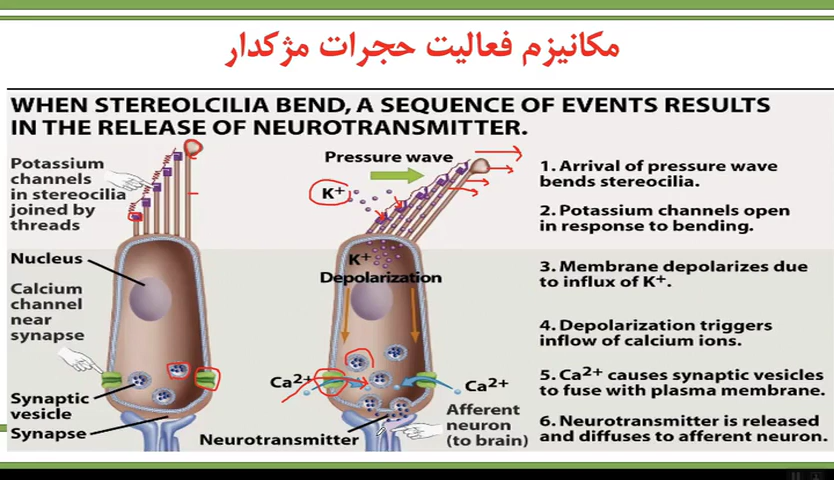 مکانیزم فعالیت حجرات مژکدار
WHEN STEREOLCILIA BEND, A SEQUENCE OF EVENTS RESULTS
IN THE RELEASE OF NEUROTRANSMITTER.
Potassium
channels
in stereocilia
joined by
threads
Nucleus
Calcium
channel
near
synapse
Synaptic
vesicle
Synapse
Pressure wave
K⁺
K⁺
Depolarization
Ca²⁺
Ca²⁺
Neurotransmitter
Afferent
neuron
(to brain)
1. Arrival of pressure wave
bends stereocilia.
2. Potassium channels open
in response to bending.
3. Membrane depolarizes due
to influx of K⁺.
4. Depolarization triggers
inflow of calcium ions.
5. Ca²⁺ causes synaptic vesicles
to fuse with plasma membrane.
6. Neurotransmitter is released
and diffuses to afferent neuron.